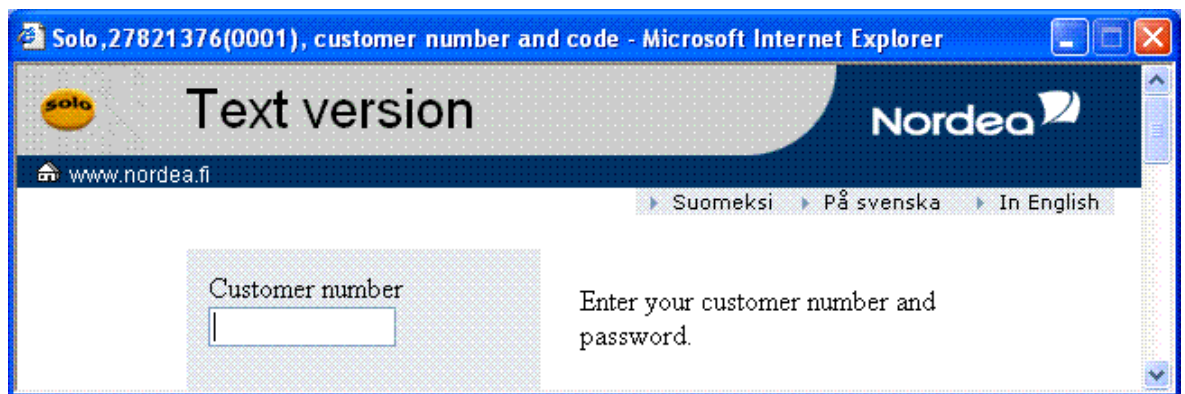 Solo,27821376(0001), customer number and code - Microsoft Internet Explorer
solo Text version Nordea
www.nordea.fi
Suomeksi På svenska In English
Customer number
Enter your customer number and
password.